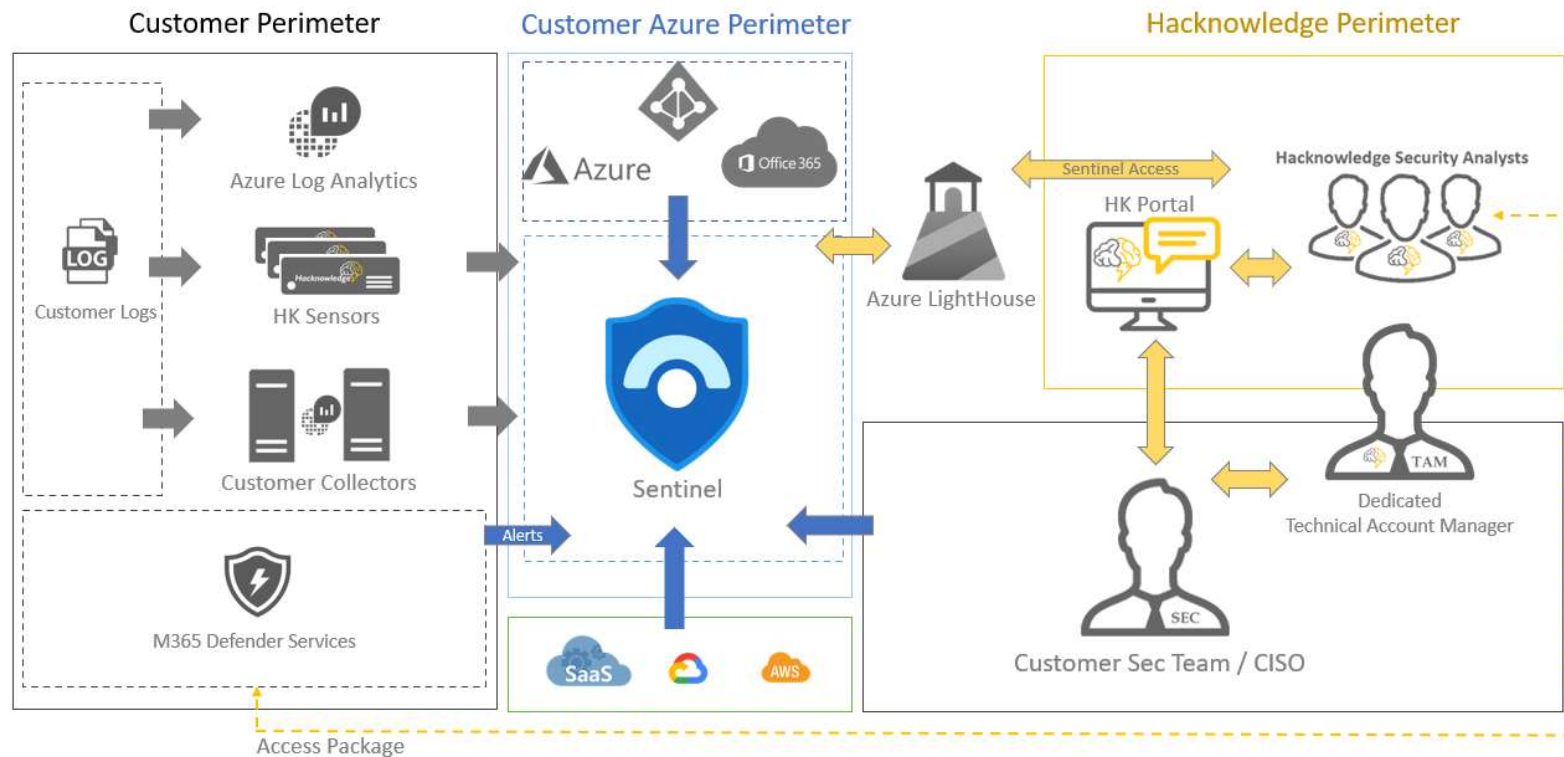 Customer Perimeter
Customer Azure Perimeter
Hacknowledge Perimeter
LOG
Customer Logs
Azure Log Analytics
Hacknowledge
HK Sensors
Customer Collectors
M365 Defender Services
Alerts
Access Package
Azure
Office 365
Sentinel
SaaS
AWS
Azure LightHouse
Sentinel Access
HK Portal
Hacknowledge Security Analysts
TAM
Dedicated
Technical Account Manager
SEC
Customer Sec Team / CISO